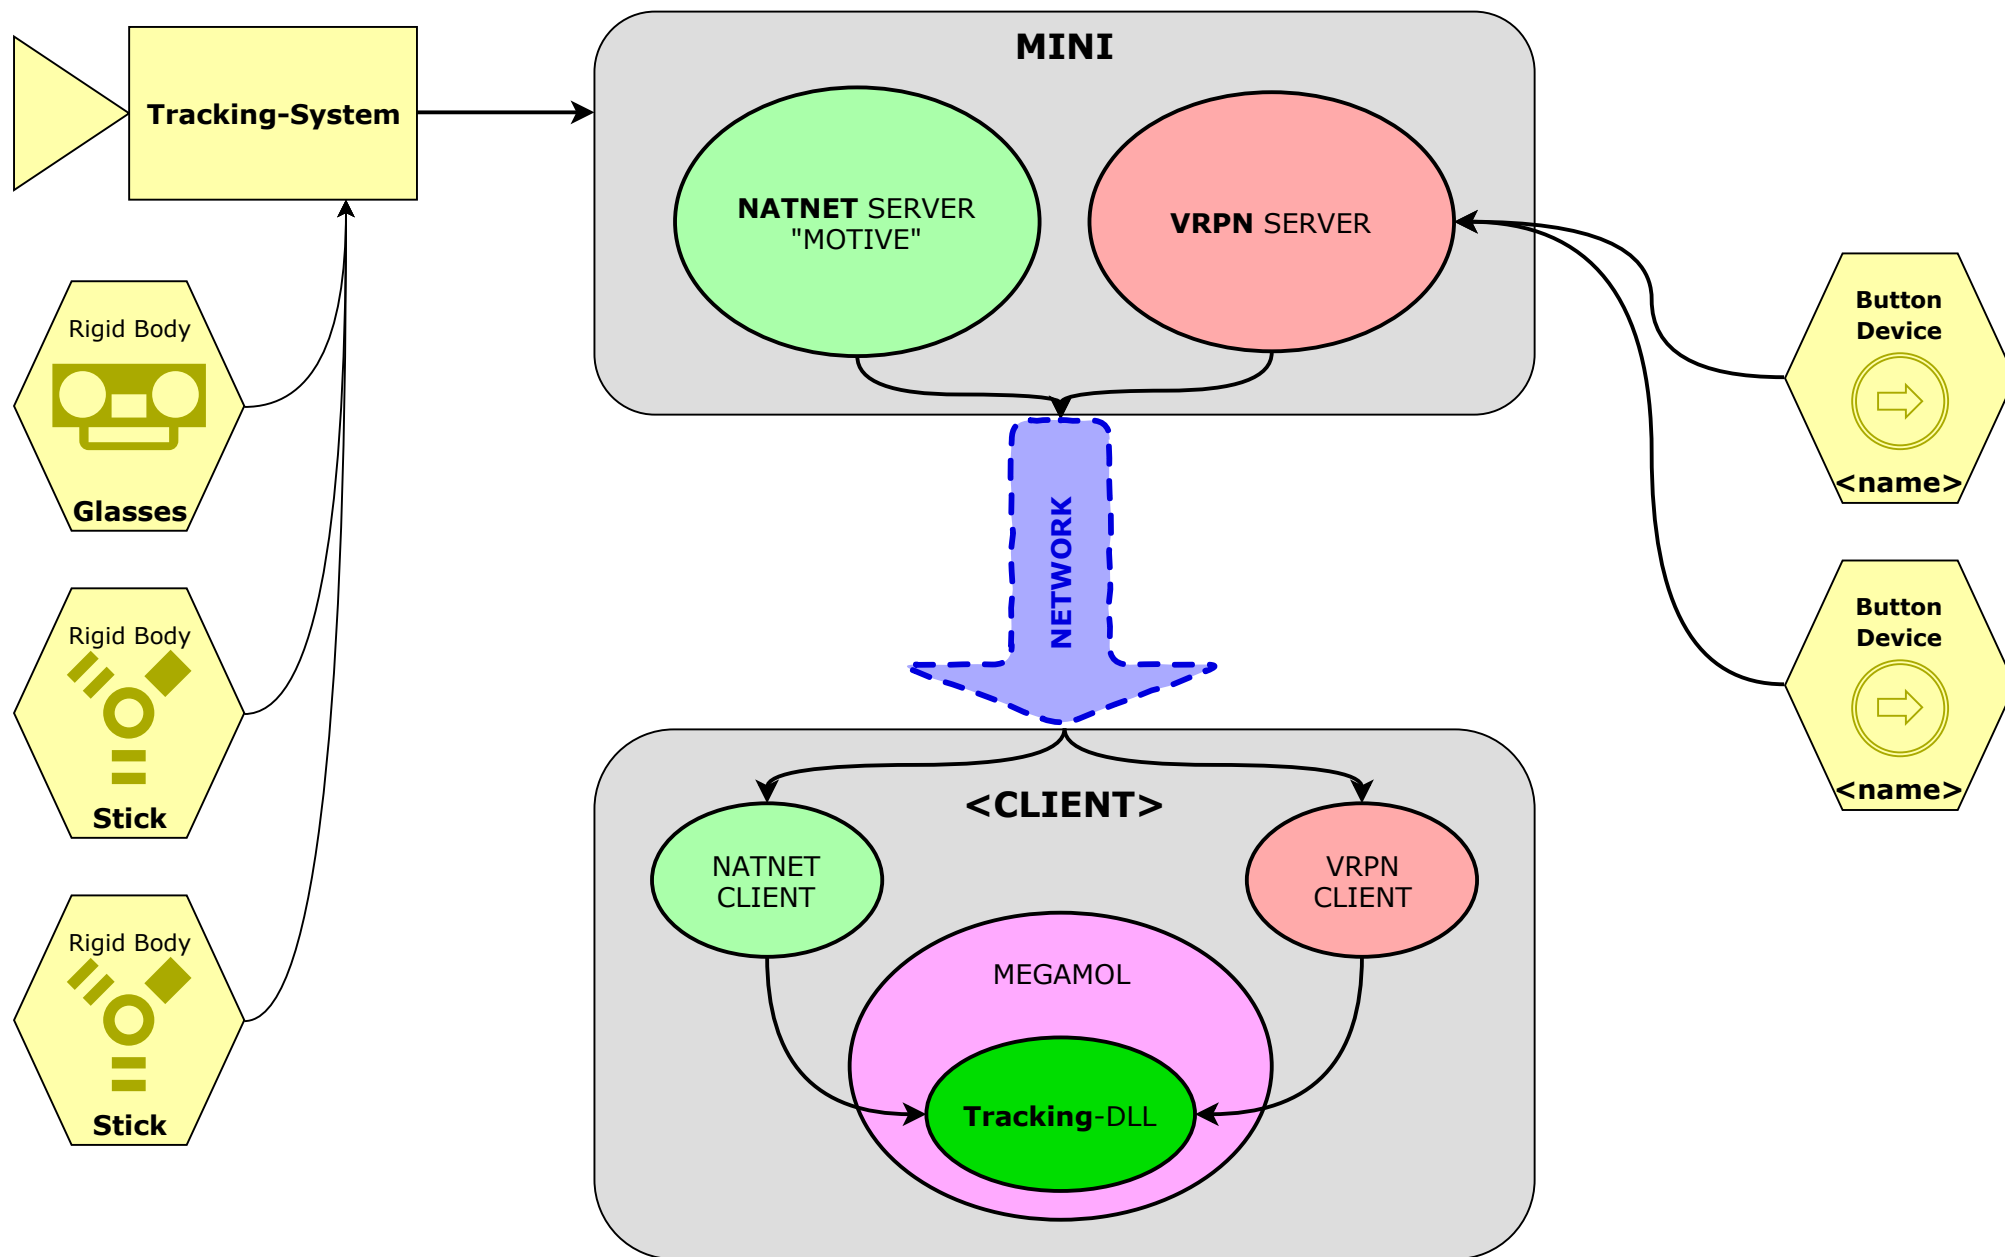 MINI
Tracking-System
NATNET SERVER
"MOTIVE"
VRPN SERVER
Rigid Body
Glasses
Button
Device
<name>
NETWORK
Rigid Body
Stick
Button
Device
<name>
<CLIENT>
NATNET
CLIENT
VRPN
CLIENT
Rigid Body
Stick
MEGAMOL
Tracking-DLL